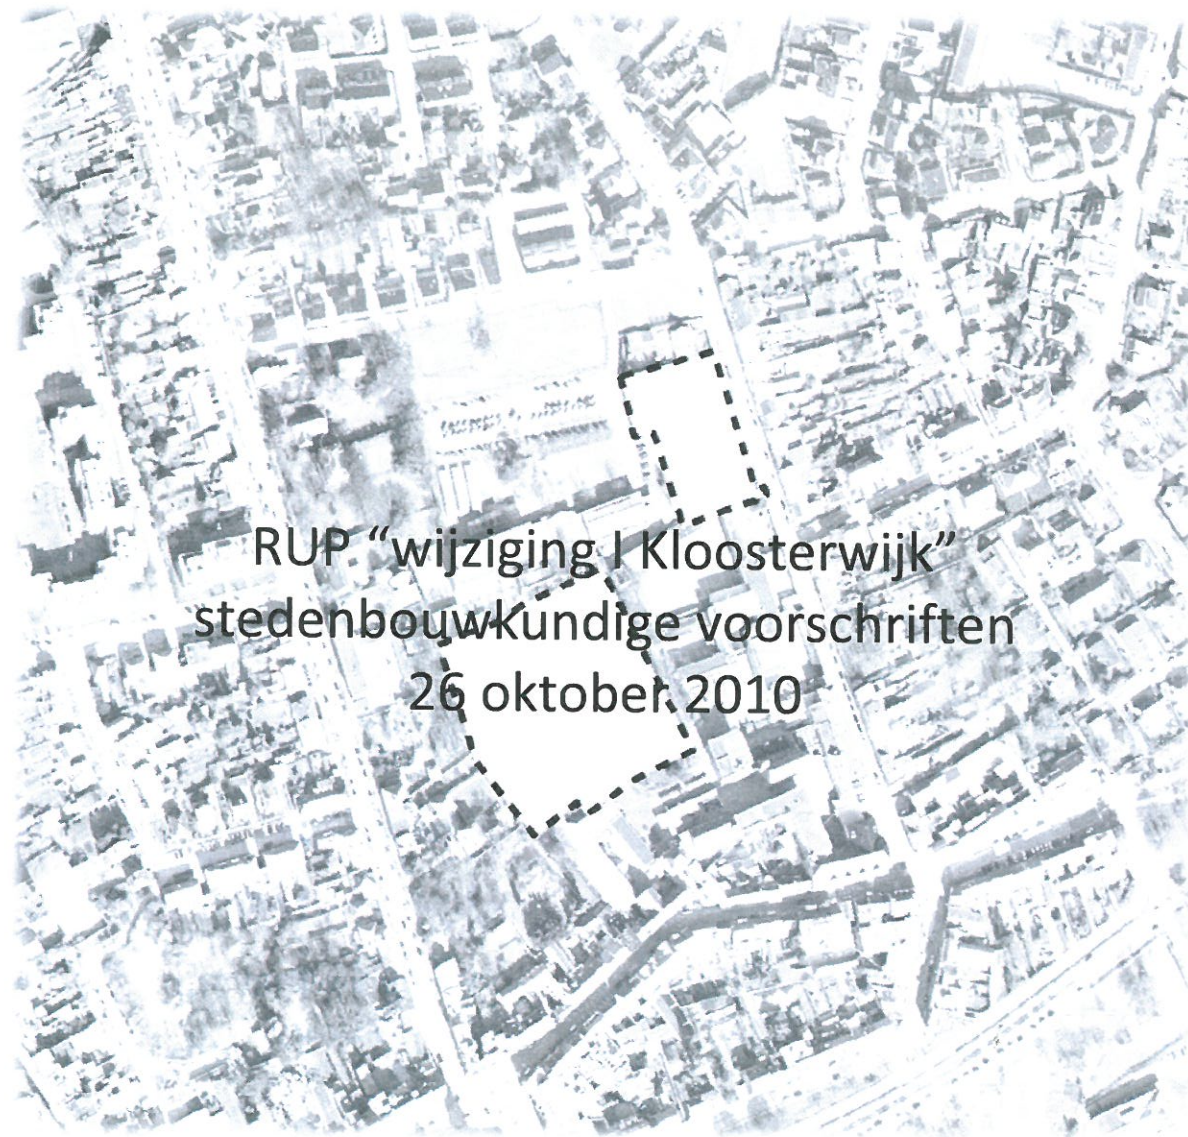 RUP “wijziging I Kloosterwijk”
stedenbouwkundige voorschriften
26 oktober 2010